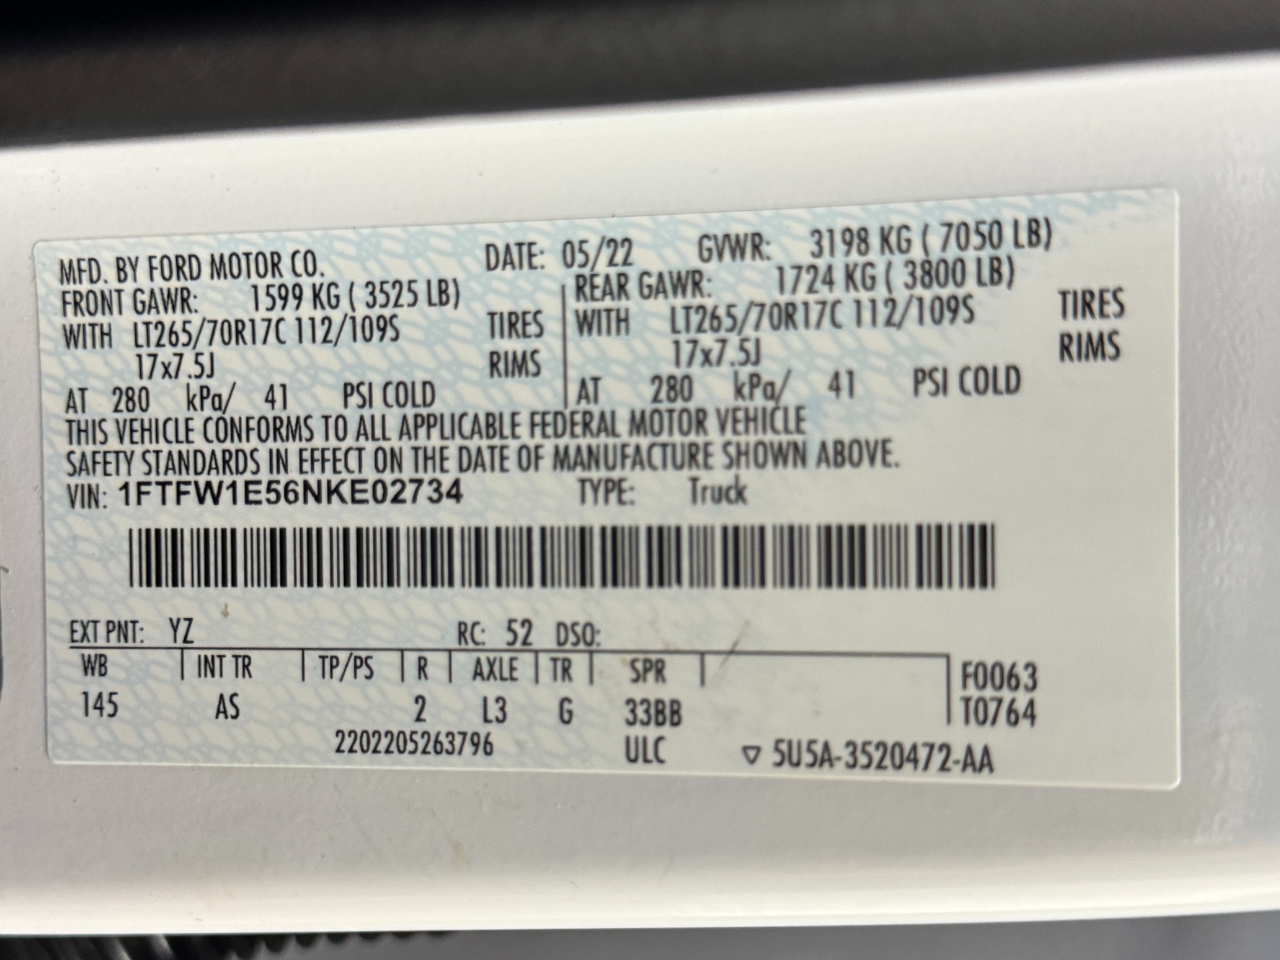 MFD. BY FORD MOTOR CO. DATE: 05/22 GVWR: 3198 KG ( 7050 LB)
FRONT GAWR: 1599 KG ( 3525 LB) REAR GAWR: 1724 KG ( 3800 LB)
WITH LT265/70R17C 112/109S TIRES WITH LT265/70R17C 112/109S TIRES
17x7.5J RIMS 17x7.5J RIMS
AT 280 kPa/ 41 PSI COLD AT 280 kPa/ 41 PSI COLD
THIS VEHICLE CONFORMS TO ALL APPLICABLE FEDERAL MOTOR VEHICLE
SAFETY STANDARDS IN EFFECT ON THE DATE OF MANUFACTURE SHOWN ABOVE.
VIN: 1FTFW1E56NKE02734 TYPE: Truck
EXT PNT: YZ RC: 52 DSO:
WB INT TR TP/PS R AXLE TR SPR F0063
145 AS 2 L3 G 33BB T0764
2202205263796 ULC ▽ 5U5A-3520472-AA